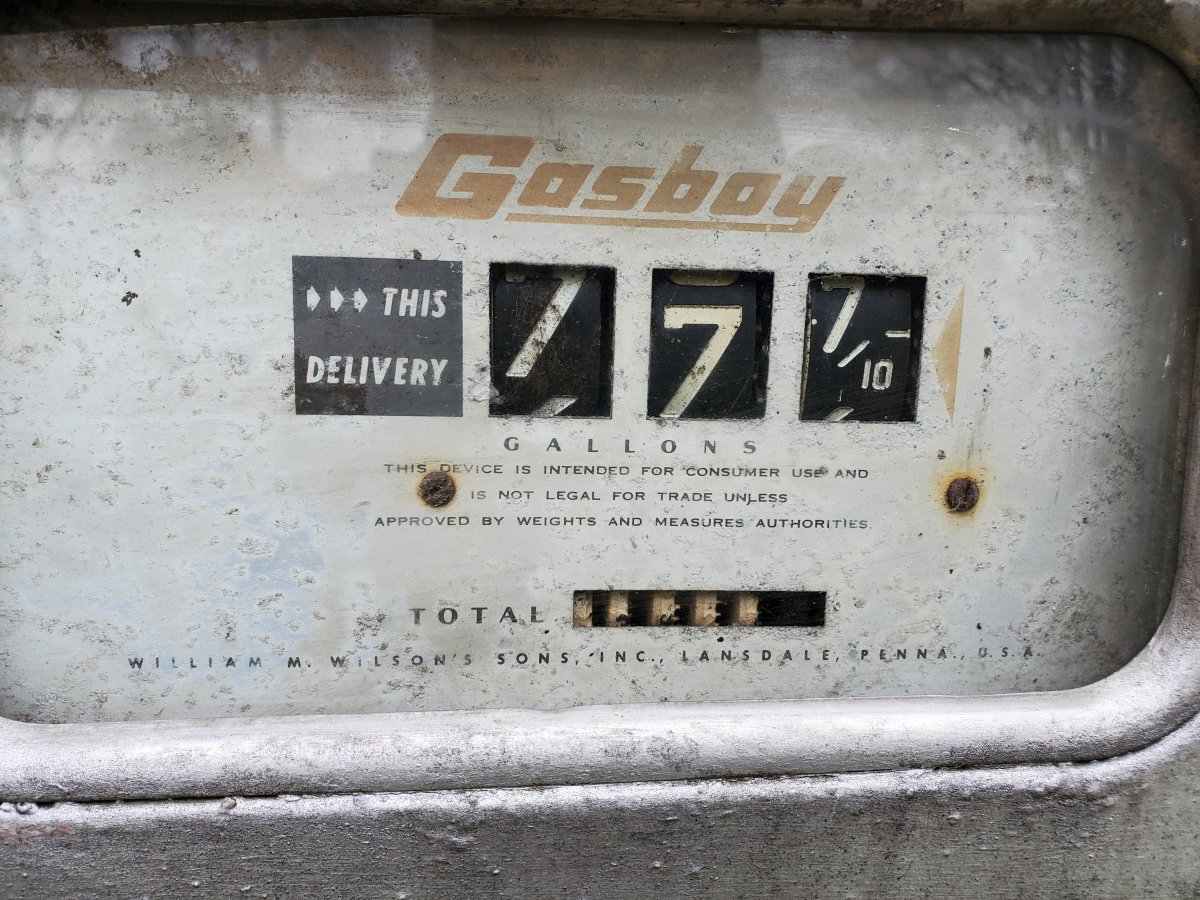 Gasboy
THIS
DELIVERY
7 7 7/10
GALLONS
THIS DEVICE IS INTENDED FOR CONSUMER USE AND
IS NOT LEGAL FOR TRADE UNLESS
APPROVED BY WEIGHTS AND MEASURES AUTHORITIES.
TOTAL
WILLIAM M. WILSON'S SONS, INC., LANSDALE, PENNA., U.S.A.